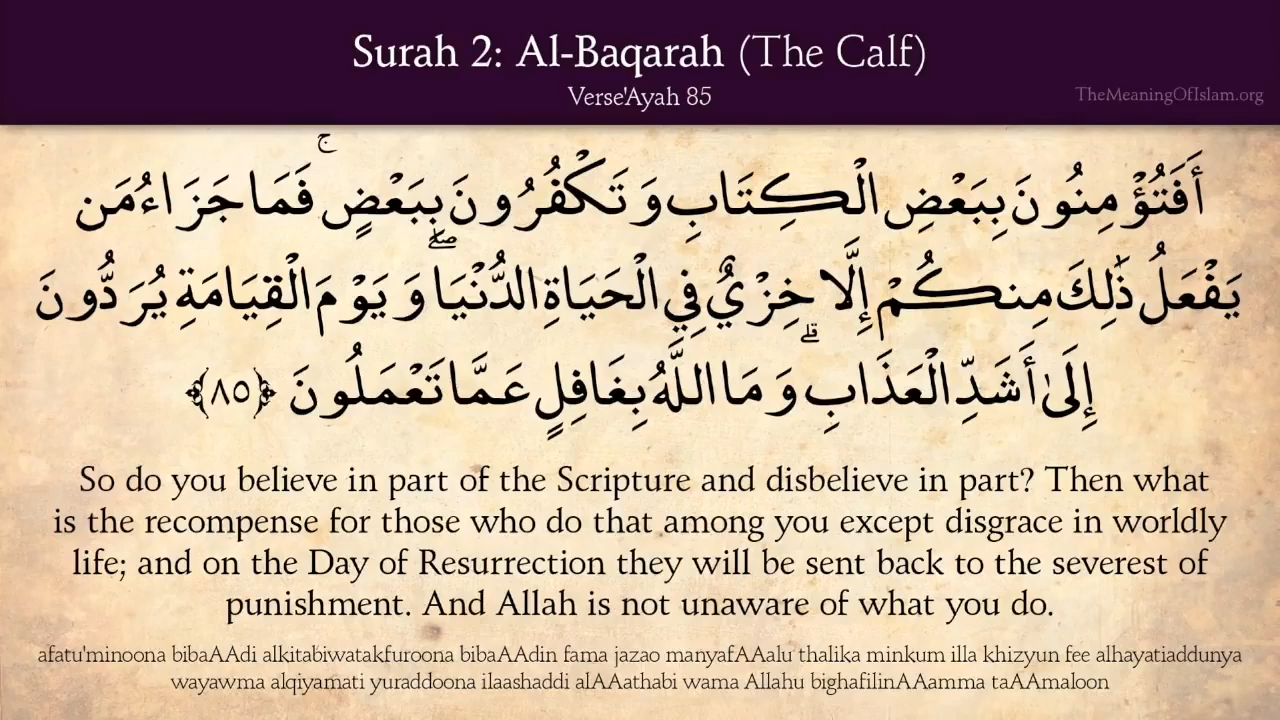 Surah 2: Al-Baqarah (The Calf)
Verse'Ayah 85
TheMeaningOfIslam.org
أَفَتُؤْمِنُونَ بِبَعْضِ الْكِتَابِ وَتَكْفُرُونَ بِبَعْضٍ ۚ فَمَا جَزَاءُ مَن
يَفْعَلُ ذَٰلِكَ مِنكُمْ إِلَّا خِزْيٌ فِي الْحَيَاةِ الدُّنْيَا ۖ وَيَوْمَ الْقِيَامَةِ يُرَدُّونَ
إِلَىٰ أَشَدِّ الْعَذَابِ ۗ وَمَا اللَّهُ بِغَافِلٍ عَمَّا تَعْمَلُونَ ﴿٨٥﴾
So do you believe in part of the Scripture and disbelieve in part? Then what
is the recompense for those who do that among you except disgrace in worldly
life; and on the Day of Resurrection they will be sent back to the severest of
punishment. And Allah is not unaware of what you do.
afatu'minoona bibaAAdi alkitabiwatakfuroona bibaAAdin fama jazao manyafAAalu thalika minkum illa khizyun fee alhayatiaddunya
wayawma alqiyamati yuraddoona ilaashaddi alAAathabi wama Allahu bighafilinAAamma taAAmaloon